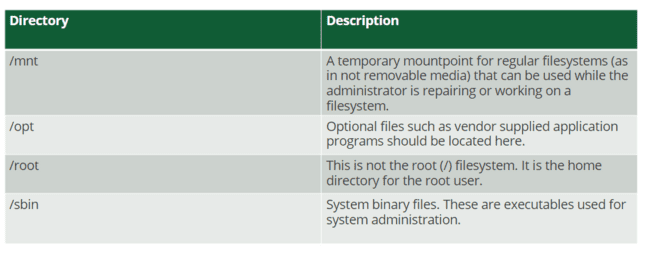 Directory Description
/mnt A temporary mountpoint for regular filesystems (as
in not removable media) that can be used while the
administrator is repairing or working on a
filesystem.
/opt Optional files such as vendor supplied application
programs should be located here.
/root This is not the root (/) filesystem. It is the home
directory for the root user.
/sbin System binary files. These are executables used for
system administration.